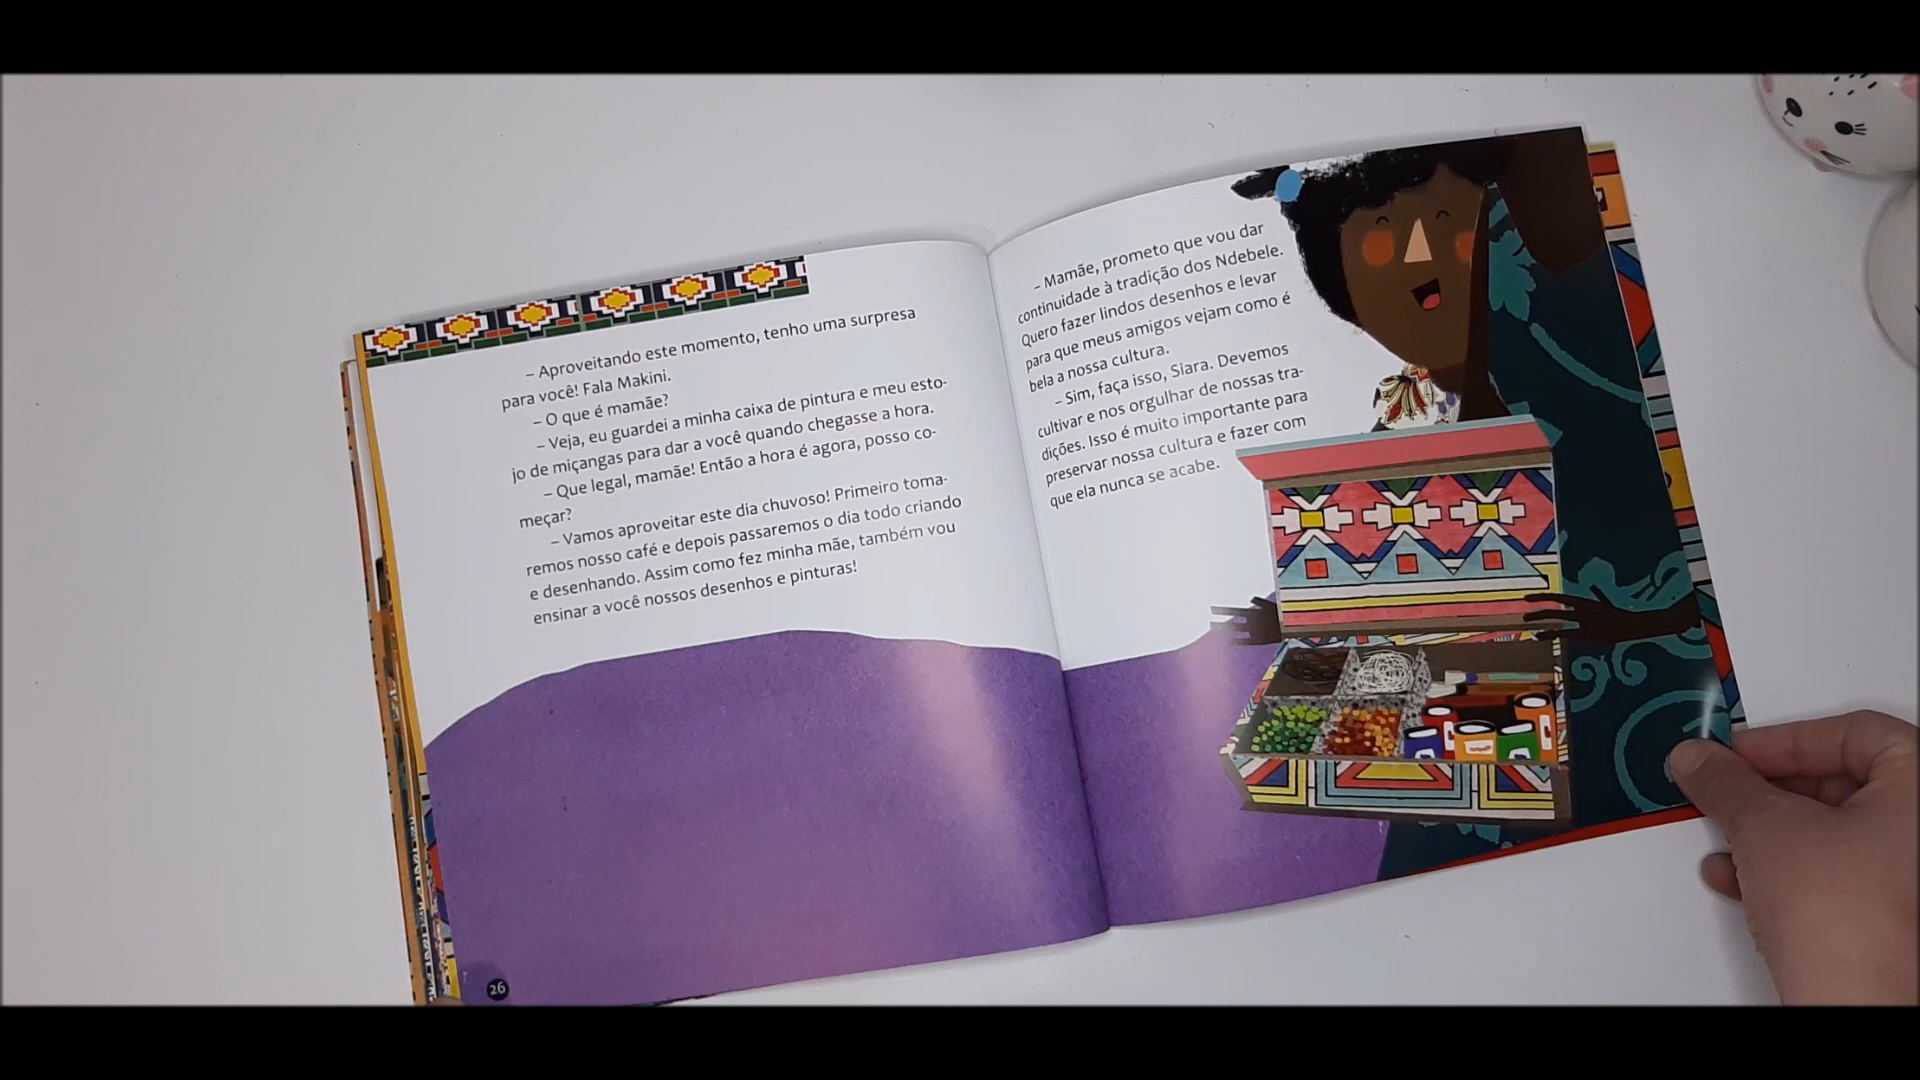 – Aproveitando este momento, tenho uma surpresa
para você! Fala Makini.
– O que é mamãe?
– Veja, eu guardei a minha caixa de pintura e meu esto-
jo de miçangas para dar a você quando chegasse a hora.
– Que legal, mamãe! Então a hora é agora, posso co-
meçar?
– Vamos aproveitar este dia chuvoso! Primeiro toma-
remos nosso café e depois passaremos o dia todo criando
e desenhando. Assim como fez minha mãe, também vou
ensinar a você nossos desenhos e pinturas!
26
– Mamãe, prometo que vou dar
continuidade à tradição dos Ndebele.
Quero fazer lindos desenhos e levar
para que meus amigos vejam como é
bela a nossa cultura.
– Sim, faça isso, Siara. Devemos
cultivar e nos orgulhar de nossas tra-
dições. Isso é muito importante para
preservar nossa cultura e fazer com
que ela nunca se acabe.